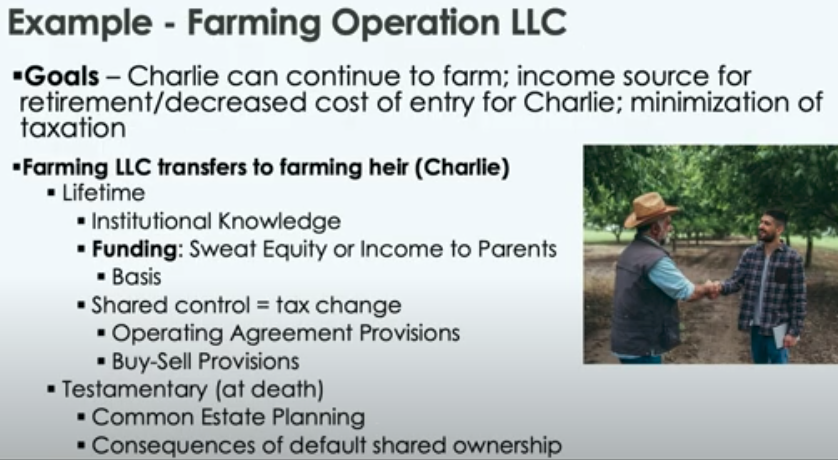 Example - Farming Operation LLC
▪Goals – Charlie can continue to farm; income source for
retirement/decreased cost of entry for Charlie; minimization of
taxation
▪Farming LLC transfers to farming heir (Charlie)
▪ Lifetime
▪ Institutional Knowledge
▪ Funding: Sweat Equity or Income to Parents
▪ Basis
▪ Shared control = tax change
▪ Operating Agreement Provisions
▪ Buy-Sell Provisions
▪ Testamentary (at death)
▪ Common Estate Planning
▪ Consequences of default shared ownership